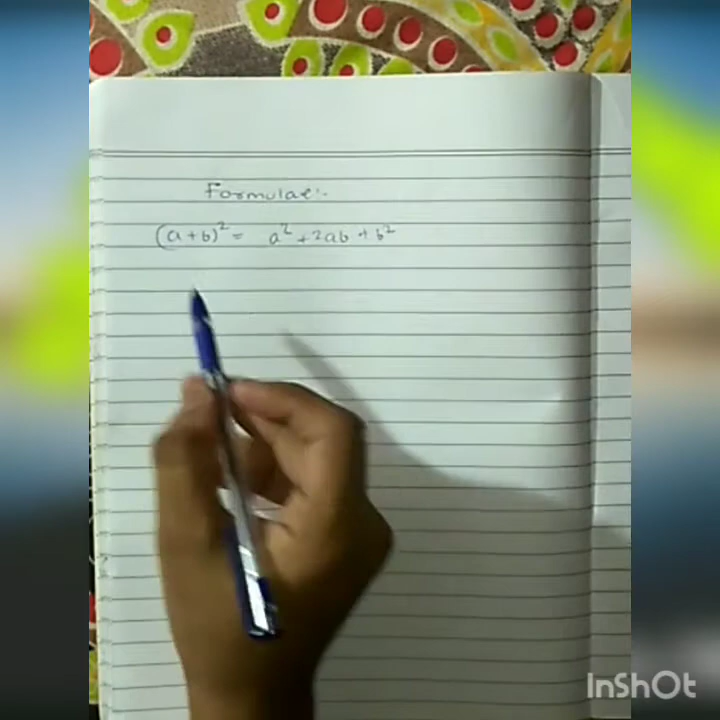 Formulae:-
(a+b)² = a² +2ab + b²
InShOt